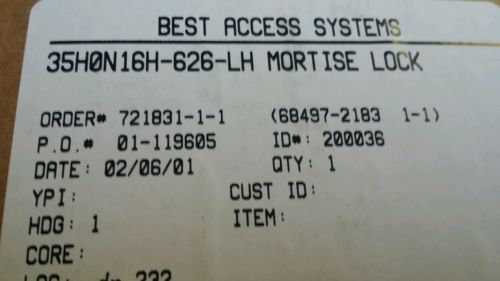 BEST ACCESS SYSTEMS
35H0N16H-626-LH MORTISE LOCK
ORDER# 721831-1-1 (68497-2183 1-1)
P.O.# 01-119605 ID#: 200036
DATE: 02/06/01 QTY: 1
YPI: CUST ID:
HDG: 1 ITEM:
CORE: